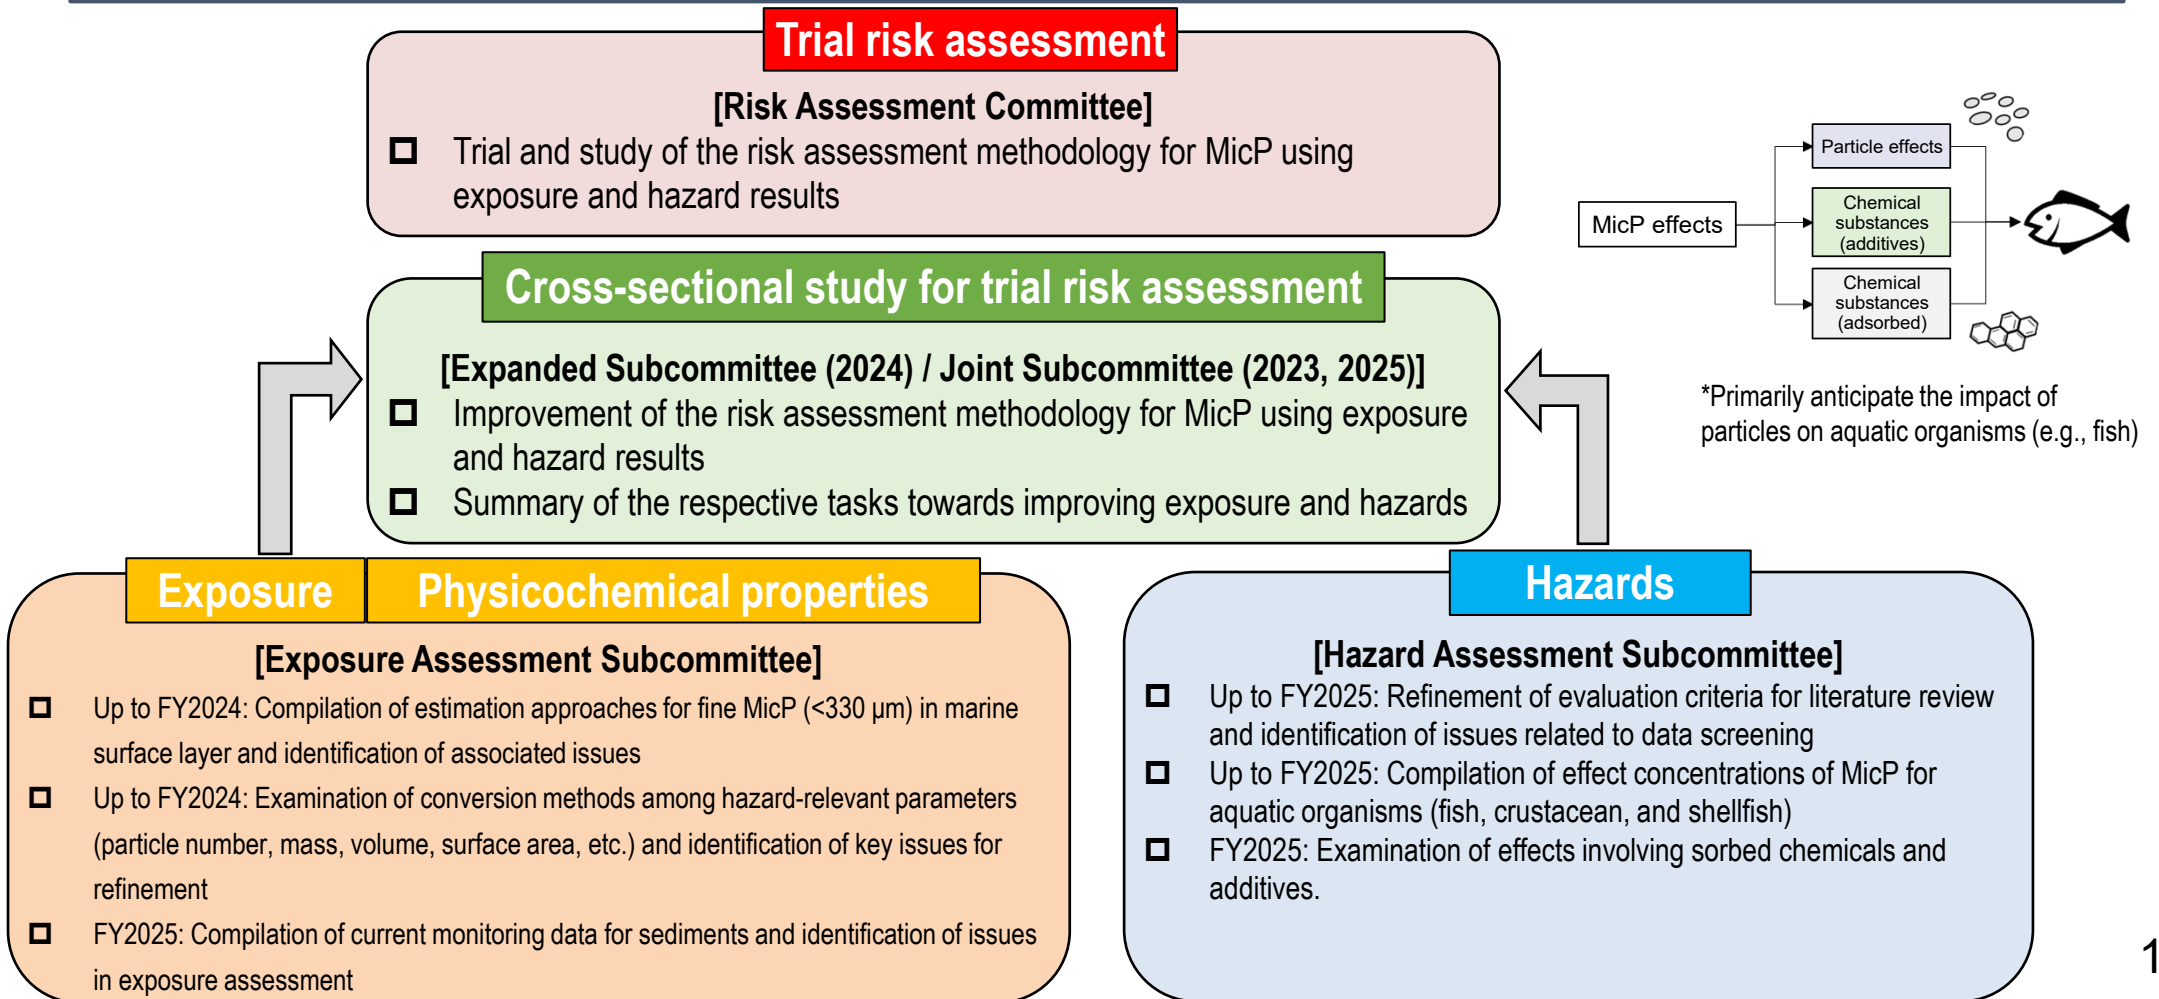 Trial risk assessment
[Risk Assessment Committee]
Trial and study of the risk assessment methodology for MicP using
exposure and hazard results
Particle effects
MicP effects
Chemical
substances
(additives)
Chemical
substances
(adsorbed)
*Primarily anticipate the impact of
particles on aquatic organisms (e.g., fish)
Cross-sectional study for trial risk assessment
[Expanded Subcommittee (2024) / Joint Subcommittee (2023, 2025)]
Improvement of the risk assessment methodology for MicP using exposure
and hazard results
Summary of the respective tasks towards improving exposure and hazards
Exposure
Physicochemical properties
[Exposure Assessment Subcommittee]
Up to FY2024: Compilation of estimation approaches for fine MicP (<330 μm) in marine
surface layer and identification of associated issues
Up to FY2024: Examination of conversion methods among hazard-relevant parameters
(particle number, mass, volume, surface area, etc.) and identification of key issues for
refinement
FY2025: Compilation of current monitoring data for sediments and identification of issues
in exposure assessment
Hazards
[Hazard Assessment Subcommittee]
Up to FY2025: Refinement of evaluation criteria for literature review
and identification of issues related to data screening
Up to FY2025: Compilation of effect concentrations of MicP for
aquatic organisms (fish, crustacean, and shellfish)
FY2025: Examination of effects involving sorbed chemicals and
additives.
1